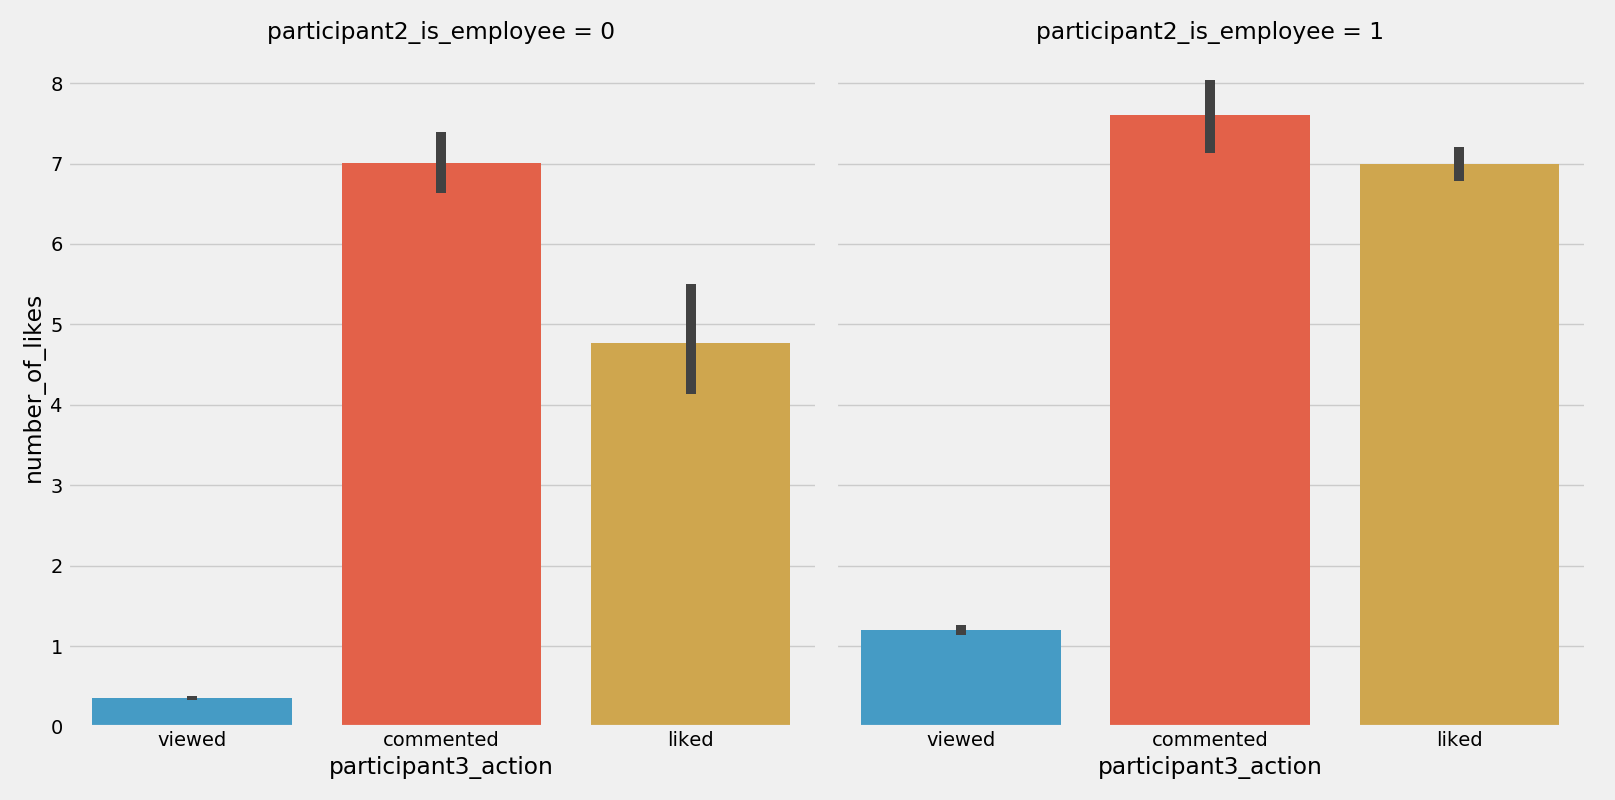 participant2_is_employee = 0
participant2_is_employee = 1
number_of_likes
8
7
6
5
4
3
2
1
0
viewed commented liked
viewed commented liked
participant3_action
participant3_action